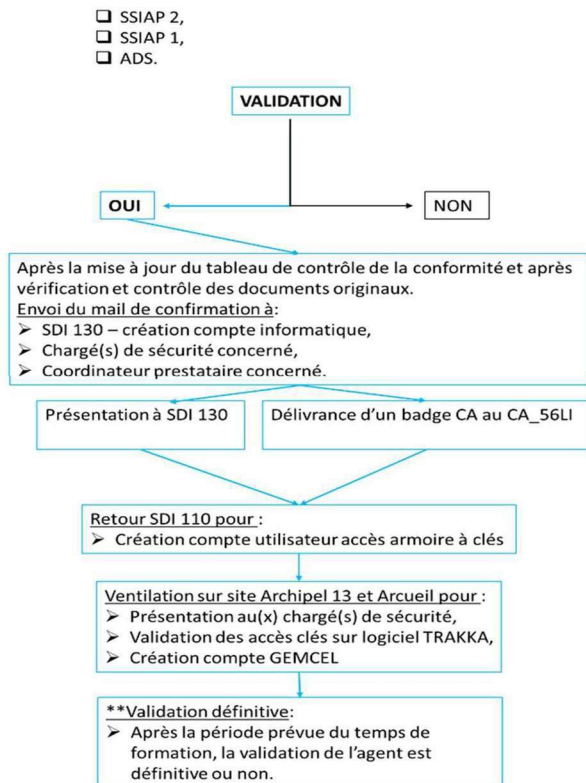 ❑ SSIAP 2,
❑ SSIAP 1,
❑ ADS.
VALIDATION
OUI
NON
Après la mise à jour du tableau de contrôle de la conformité et après
vérification et contrôle des documents originaux.
Envoi du mail de confirmation à:
➢ SDI 130 – création compte informatique,
➢ Chargé(s) de sécurité concerné,
➢ Coordinateur prestataire concerné.
Présentation à SDI 130
Délivrance d'un badge CA au CA_56LI
Retour SDI 110 pour :
➢ Création compte utilisateur accès armoire à clés
Ventilation sur site Archipel 13 et Arcueil pour :
➢ Présentation au(x) chargé(s) de sécurité,
➢ Validation des accès clés sur logiciel TRAKKA,
➢ Création compte GEMCEL
**Validation définitive:
➢ Après la période prévue du temps de
formation, la validation de l'agent est
définitive ou non.